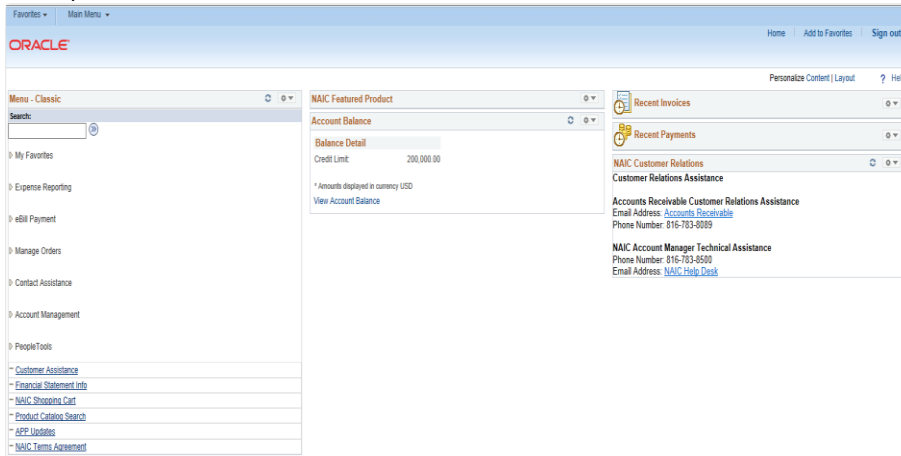 Favorites Main Menu
ORACLE
Home Add to Favorites Sign out
Personalize Content | Layout ? Hel
Menu - Classic
Search:
My Favorites
Expense Reporting
eBill Payment
Manage Orders
Contact Assistance
Account Management
PeopleTools
Customer Assistance
Financial Statement Info
NAIC Shopping Cart
Product Catalog Search
APP Updates
NAIC Terms Agreement
NAIC Featured Product
Account Balance
Balance Detail
Credit Limit: 200,000.00
* Amounts displayed in currency USD
View Account Balance
Recent Invoices
Recent Payments
NAIC Customer Relations
Customer Relations Assistance
Accounts Receivable Customer Relations Assistance
Email Address: Accounts Receivable
Phone Number: 816-783-8089
NAIC Account Manager Technical Assistance
Phone Number: 816-783-8500
Email Address: NAIC Help Desk